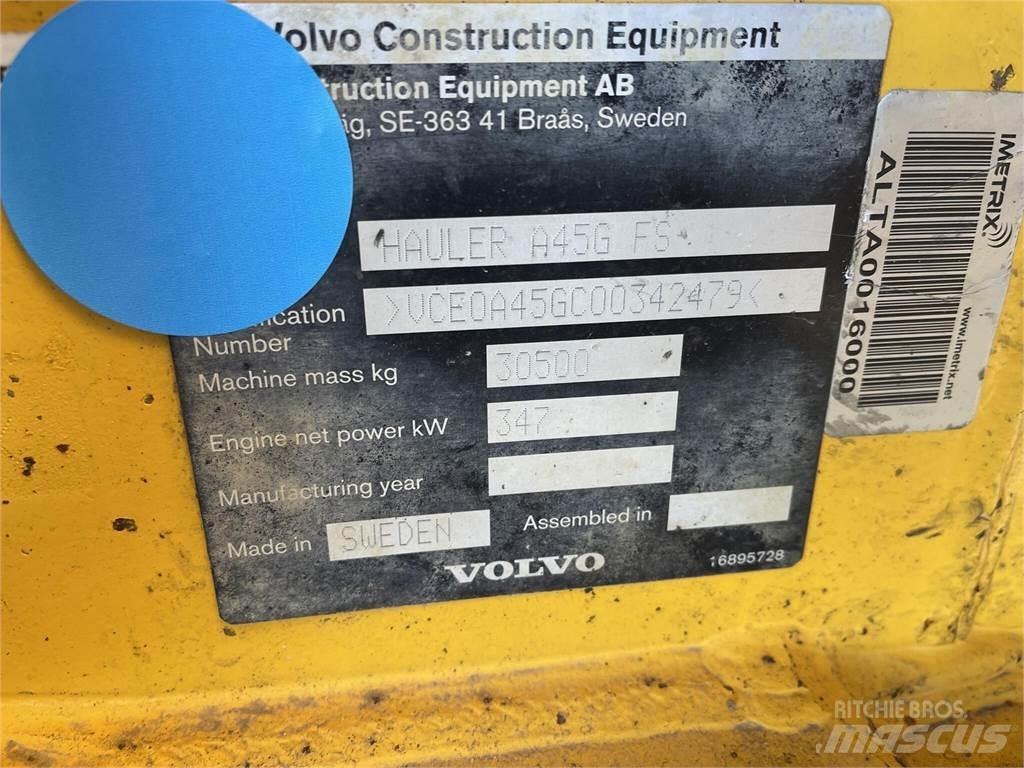 Volvo Construction Equipment
truction Equipment AB
ig, SE-363 41 Braås, Sweden
HAULER A45G FS
ification
>VCE0A45GC00342479<
Number
Machine mass kg 30500
Engine net power kW 347
Manufacturing year
Made in SWEDEN Assembled in
VOLVO 16895728
IMETRIX
ALTA0016000
www.imetrix.net
RITCHIE BROS.
MASCUS